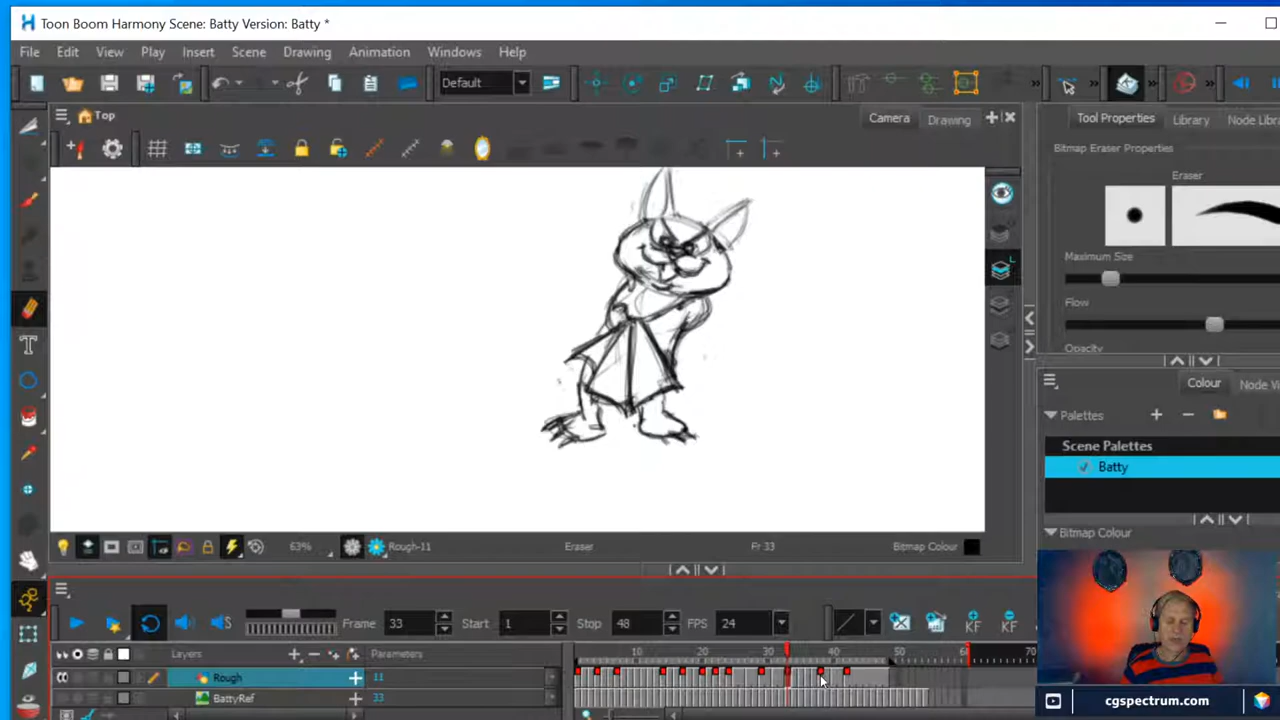 Toon Boom Harmony Scene: Batty Version: Batty *
File Edit View Play Insert Scene Drawing Animation Windows Help
Default
Top
Camera Drawing
Tool Properties Library Node Libra
Bitmap Eraser Properties
Eraser
Maximum Size
Flow
Opacity
Colour Node V
Palettes
Scene Palettes
Batty
Bitmap Colour
63% Rough-11 Eraser Fr 33 Bitmap Colour
Frame 33 Start 1 Stop 48 FPS 24 KF KF
Layers Parameters 10 20 30 40 50 60 70
Rough 11
BattyRef 33
cgspectrum.com